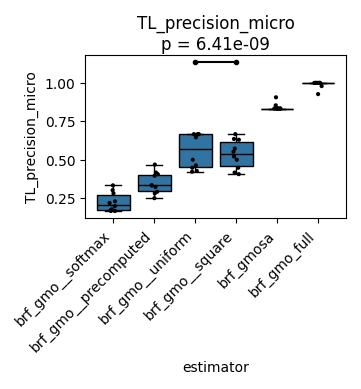 TL_precision_micro
p = 6.41e-09
TL_precision_micro
1.00
0.75
0.50
0.25
brf_gmo__softmax
brf_gmo__precomputed
brf_gmo__uniform
brf_gmo__square
brf_gmosa
brf_gmo_full
estimator